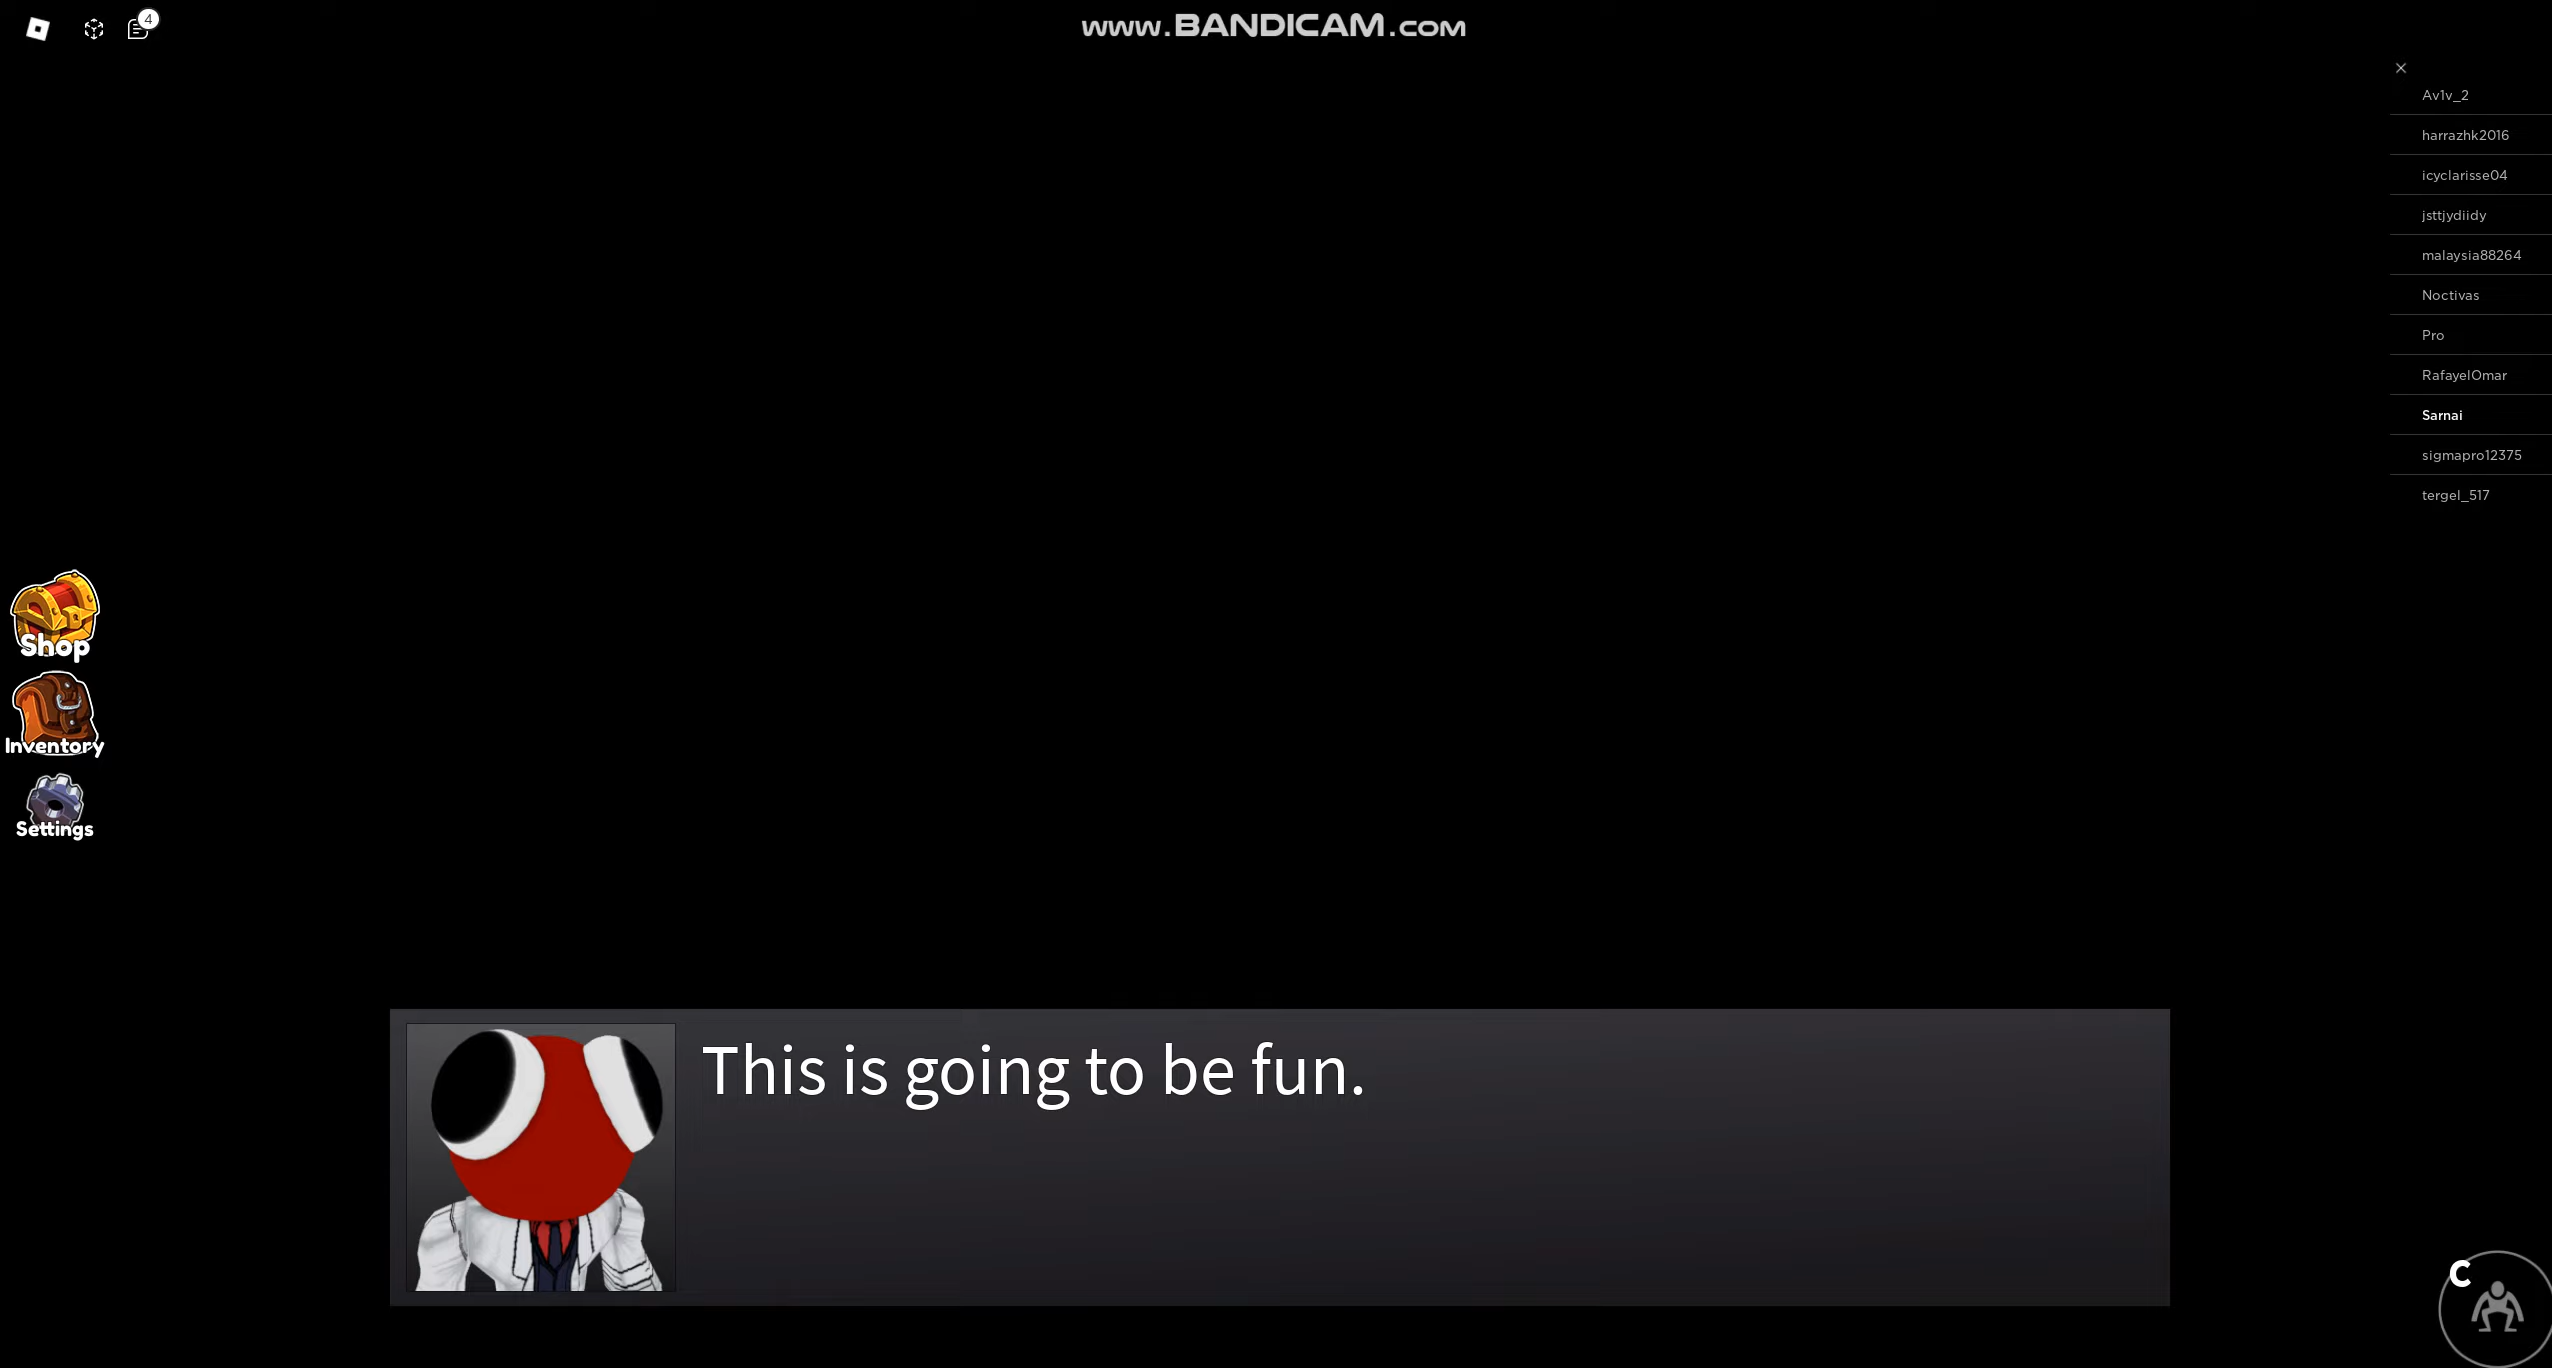 4
www.BANDICAM.com
Av1v_2
harrazhk2016
icyclarisse04
jsttjydiidy
malaysia88264
Noctivas
Pro
RafayelOmar
Sarnai
sigmapro12375
tergel_517
Shop
Inventory
Settings
This is going to be fun.
C